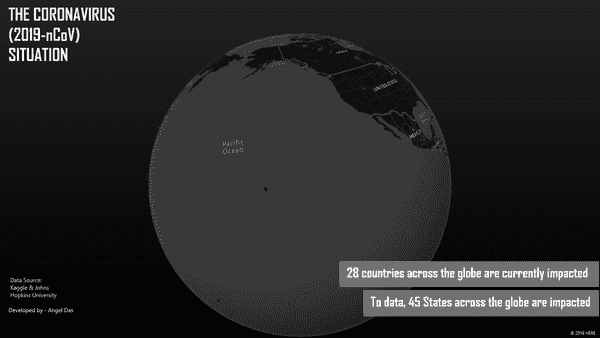 THE CORONAVIRUS
(2019-nCoV)
SITUATION
UNITED STATES
MEXICO
Pacific
Ocean
28 countries across the globe are currently impacted
To data, 45 States across the globe are impacted
Data Source:
Kaggle & Johns
Hopkins University
Developed by - Angel Das
© 2019 HERE